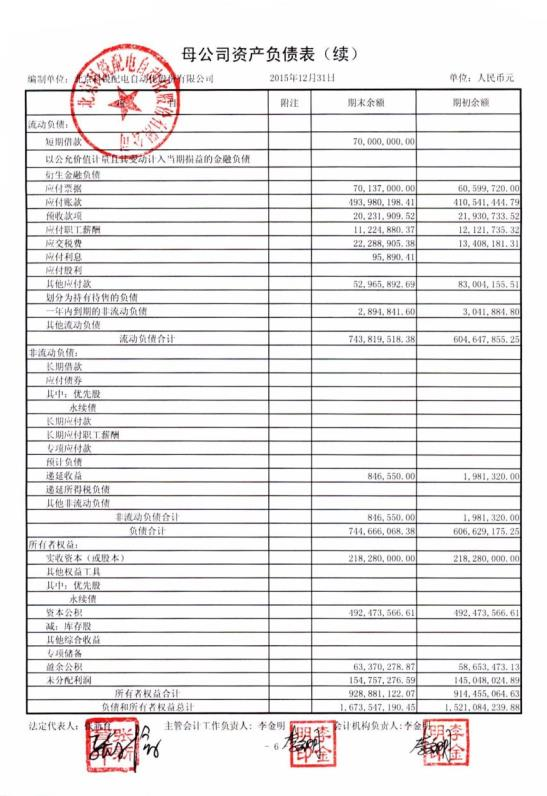 母公司资产负债表（续）
编制单位：北京科锐配电自动化股份有限公司 2015年12月31日 单位：人民币元
项 目 附注 期末余额 期初余额
流动负债：
短期借款 70,000,000.00
以公允价值计量且其变动计入当期损益的金融负债
衍生金融负债
应付票据 70,137,000.00 60,599,720.00
应付账款 493,980,198.41 410,541,444.79
预收款项 20,231,909.52 21,930,733.52
应付职工薪酬 11,224,880.37 12,121,735.32
应交税费 22,288,905.38 13,408,181.31
应付利息 95,890.41
应付股利
其他应付款 52,965,892.69 83,004,155.51
划分为持有待售的负债
一年内到期的非流动负债 2,894,841.60 3,041,884.80
其他流动负债
流动负债合计 743,819,518.38 604,647,855.25
非流动负债：
长期借款
应付债券
其中：优先股
永续债
长期应付款
长期应付职工薪酬
专项应付款
预计负债
递延收益 846,550.00 1,981,320.00
递延所得税负债
其他非流动负债
非流动负债合计 846,550.00 1,981,320.00
负债合计 744,666,068.38 606,629,175.25
所有者权益：
实收资本（或股本） 218,280,000.00 218,280,000.00
其他权益工具
其中：优先股
永续债
资本公积 492,473,566.61 492,473,566.61
减：库存股
其他综合收益
专项储备
盈余公积 63,370,278.87 58,653,473.13
未分配利润 154,757,276.59 145,048,024.89
所有者权益合计 928,881,122.07 914,455,064.63
负债和所有者权益总计 1,673,547,190.45 1,521,084,239.88
法定代表人：张新育 主管会计工作负责人：李金明 会计机构负责人：李金明
- 6 -